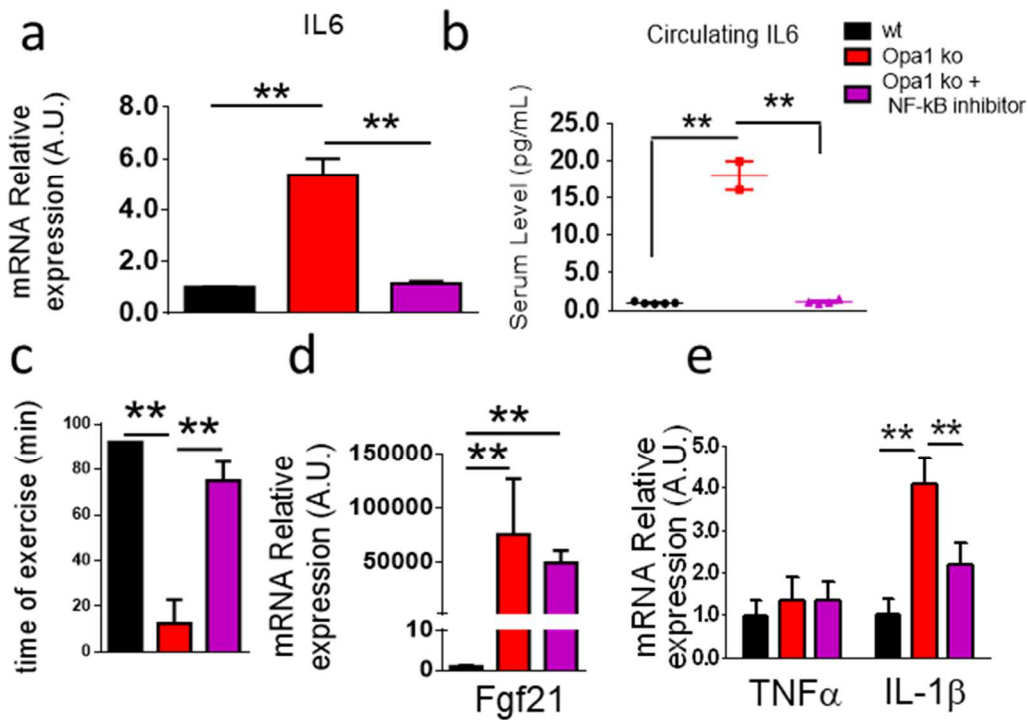 a
IL6
mRNA Relative
expression (A.U.)
8.0
6.0
4.0
2.0
0.0
**
**
b
Circulating IL6
wt
Opa1 ko
Opa1 ko +
NF-kB inhibitor
Serum Level (pg/mL)
25.0
20.0
15.0
10.0
5.0
0.0
**
**
c
time of exercise (min)
100
80
60
40
20
0
**
**
d
mRNA Relative
expression (A.U.)
150000
100000
50000
10
0
**
**
Fgf21
e
mRNA Relative
expression (A.U.)
5.0
4.0
2.0
1.0
0.0
**
**
TNFα
IL-1β